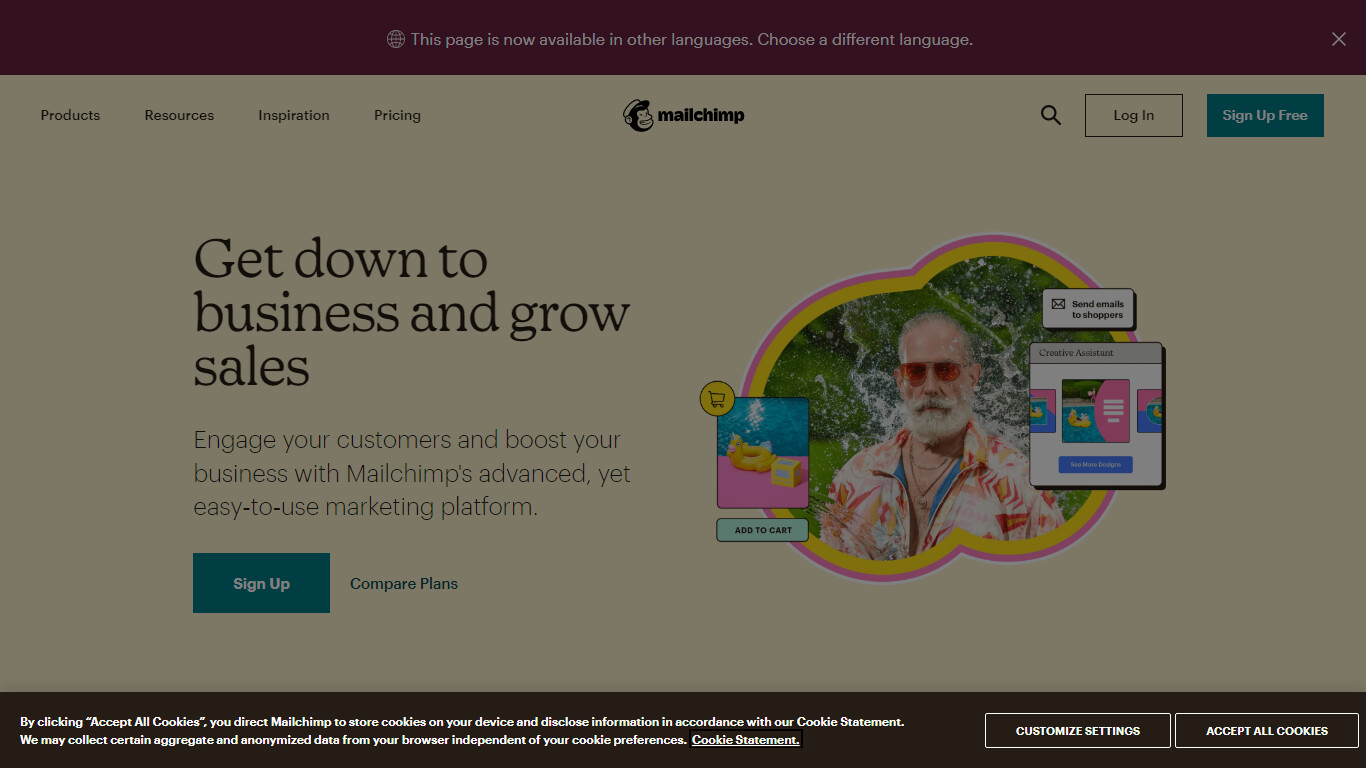 This page is now available in other languages. Choose a different language.
Products
Resources
Inspiration
Pricing
mailchimp
Log In
Sign Up Free
Get down to
business and grow
sales
Engage your customers and boost your
business with Mailchimp's advanced, yet
easy-to-use marketing platform.
Sign Up
Compare Plans
Send emails
to shoppers
Creative Assistant
See More Designs
ADD TO CART
By clicking “Accept All Cookies”, you direct Mailchimp to store cookies on your device and disclose information in accordance with our Cookie Statement.
We may collect certain aggregate and anonymized data from your browser independent of your cookie preferences. Cookie Statement.
CUSTOMIZE SETTINGS
ACCEPT ALL COOKIES